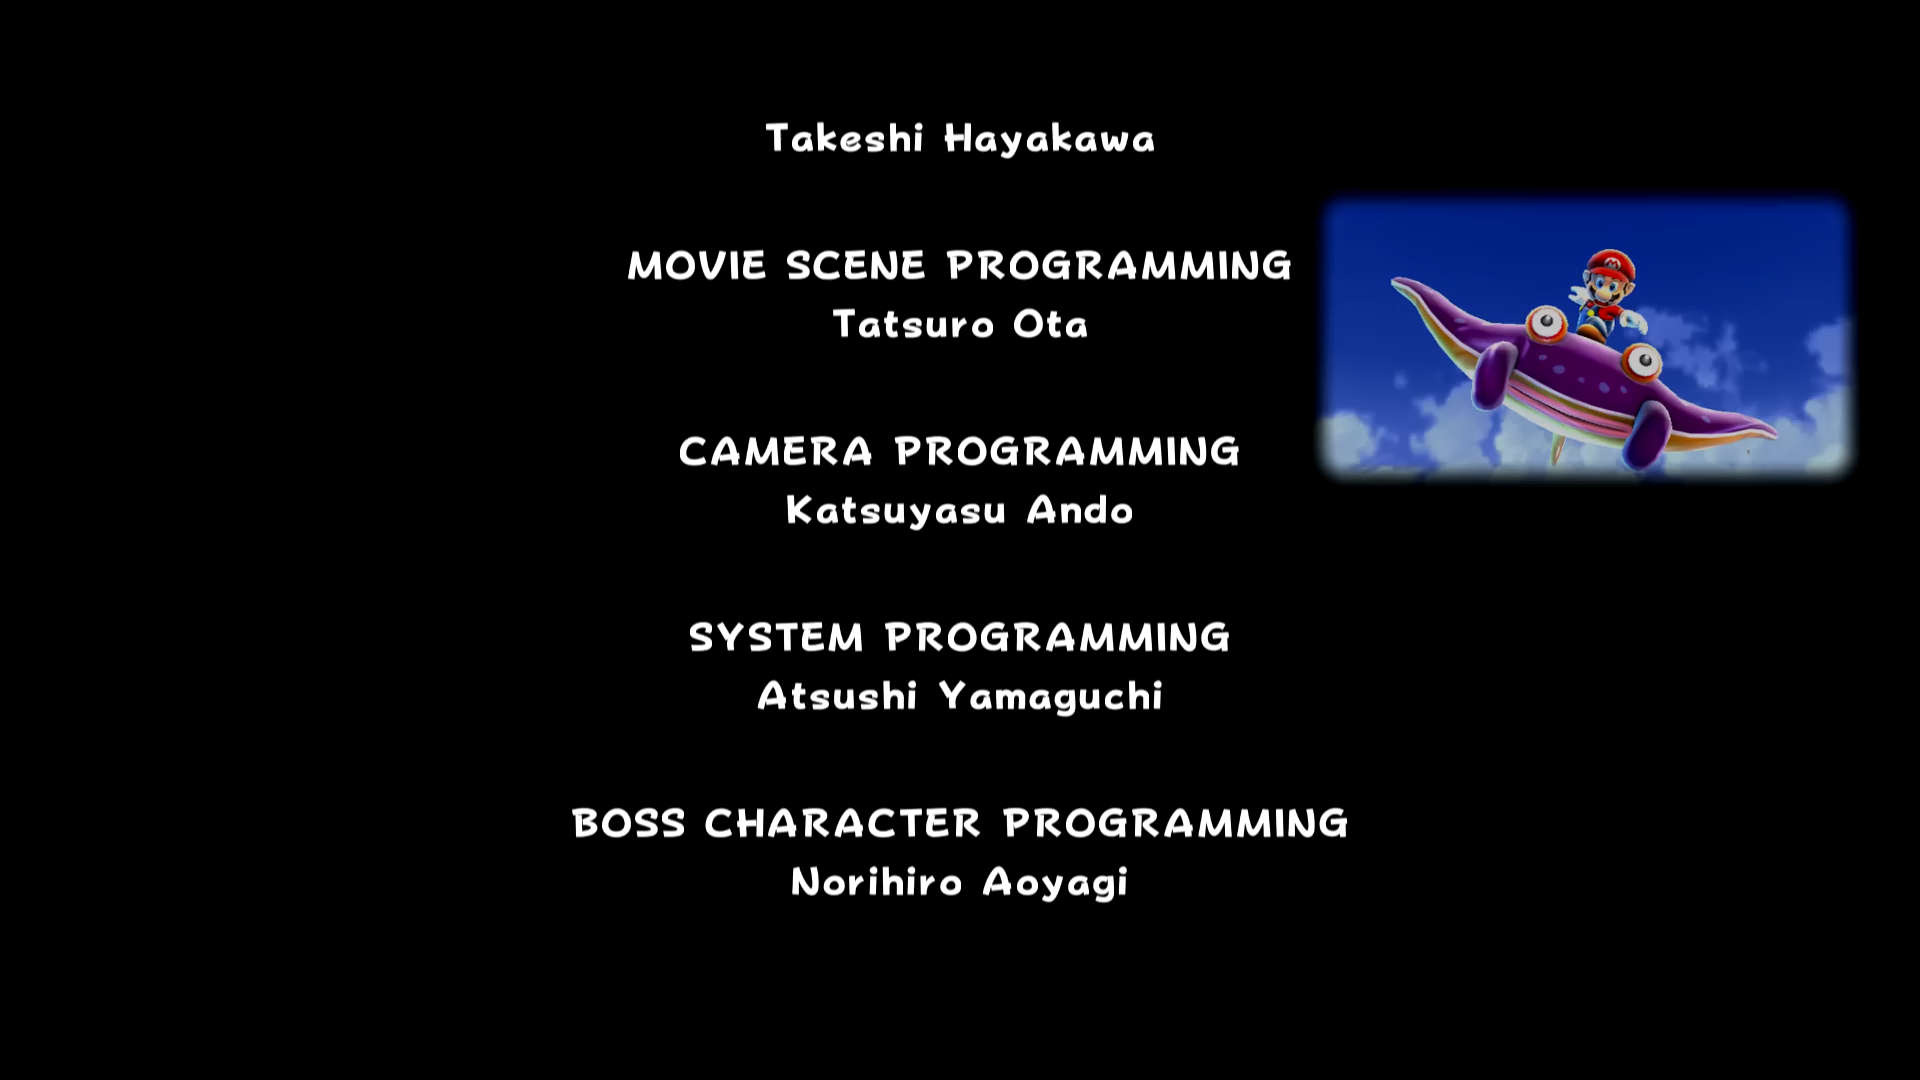 Takeshi Hayakawa
MOVIE SCENE PROGRAMMING
Tatsuro Ota
CAMERA PROGRAMMING
Katsuyasu Ando
SYSTEM PROGRAMMING
Atsushi Yamaguchi
BOSS CHARACTER PROGRAMMING
Norihiro Aoyagi